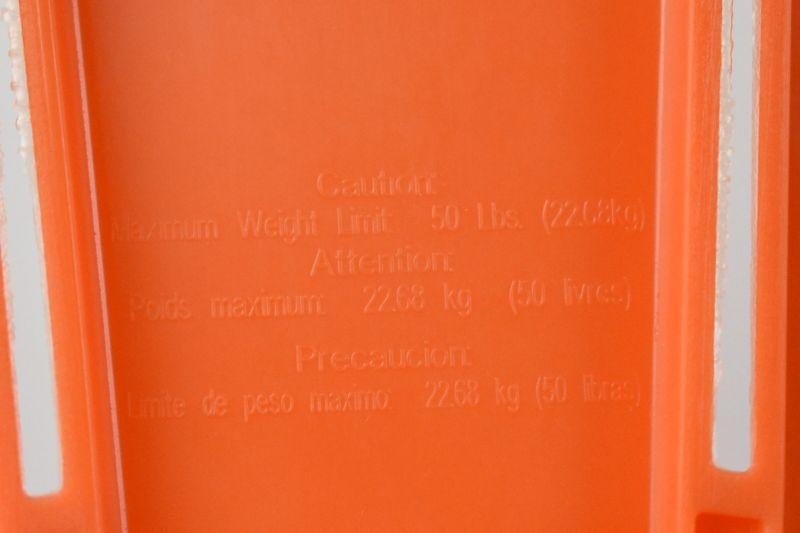 Caution:
Maximum Weight Limit: 50 Lbs. (22.68kg)
Attention:
Poids maximum: 22.68 kg (50 livres)
Precaucion:
Limite de peso maximo: 22.68 kg (50 libras)